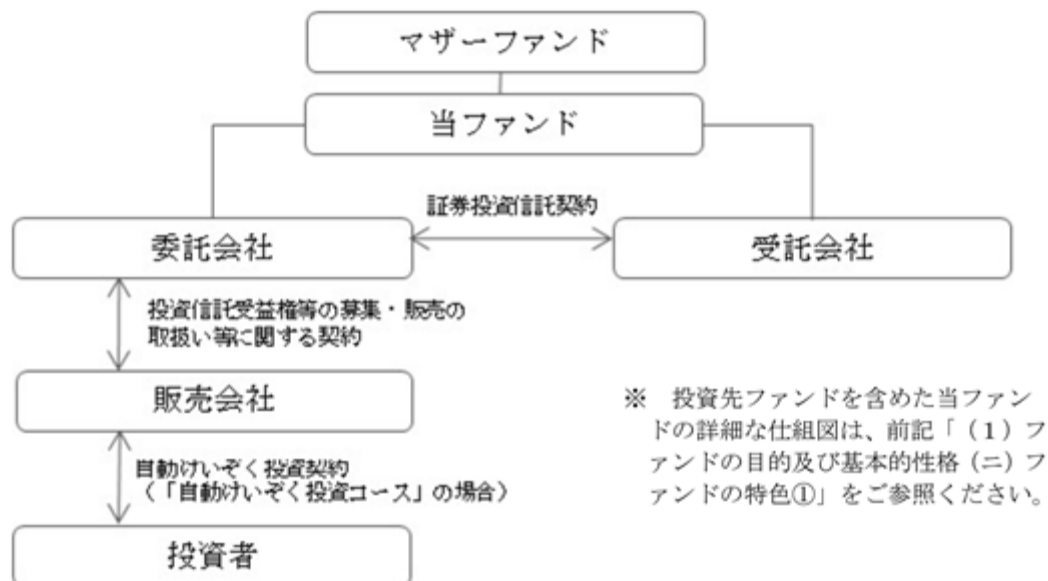 マザーファンド
当ファンド
証券投資信託契約
委託会社
受託会社
投資信託受益権等の募集・販売の
取扱い等に関する契約
販売会社
自動けいぞく投資契約
（「自動けいぞく投資コース」の場合）
投資者
※　投資先ファンドを含めた当ファン
ドの詳細な仕組図は、前記「（１）フ
ァンドの目的及び基本的性格（ニ）フ
ァンドの特色①」をご参照ください。